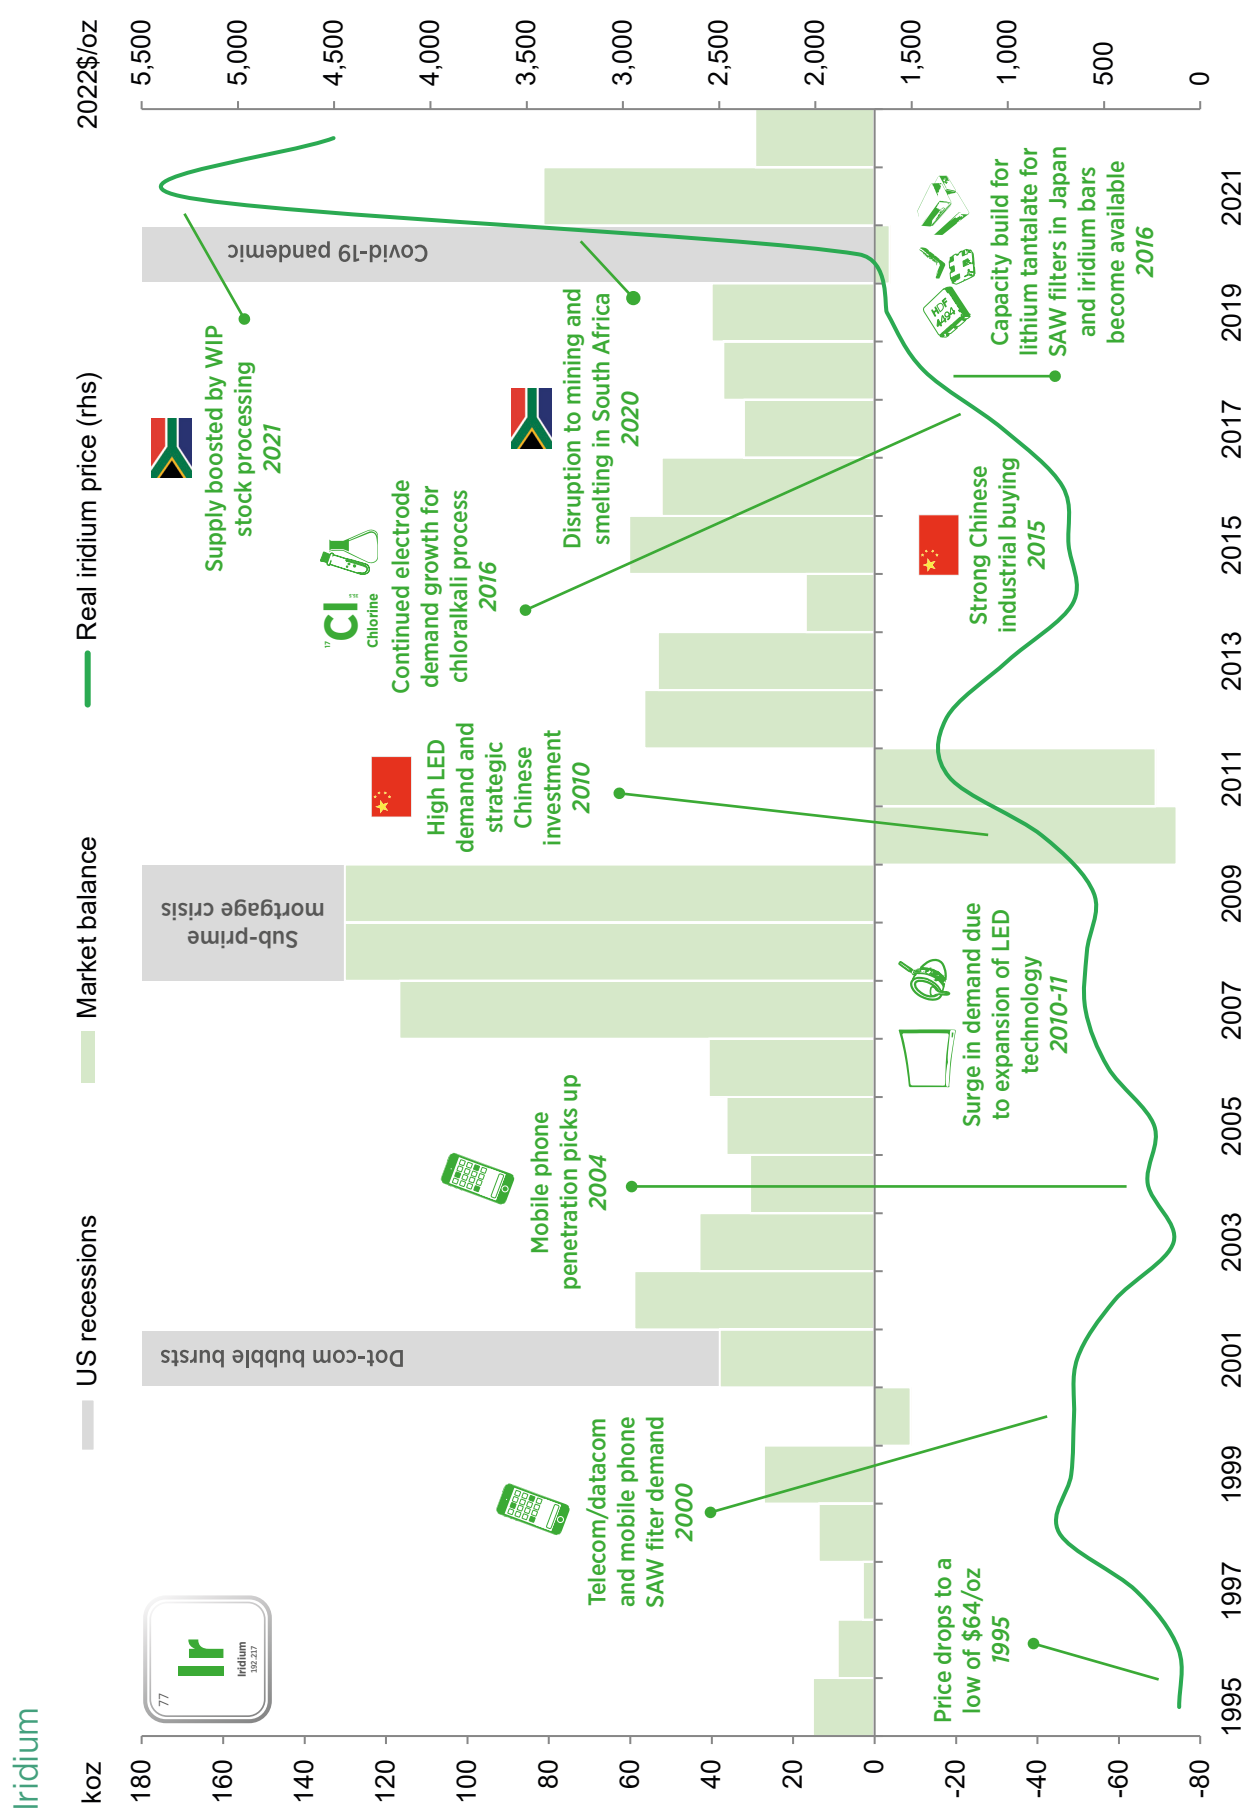 Iridium
US recessions
Market balance
Real iridium price (rhs)
koz
2022$/oz
180
160
140
120
100
80
60
40
20
0
-20
-40
-60
-80
5,500
5,000
4,500
4,000
3,500
3,000
2,500
2,000
1,500
1,000
500
0
77
Ir
Iridium
192.217
Price drops to a
low of $64/oz
1995
Telecom/datacom
and mobile phone
SAW fiter demand
2000
Dot-com bubble bursts
Mobile phone
penetration picks up
2004
Sub-prime
mortgage crisis
Surge in demand due
to expansion of LED
technology
2010-11
High LED
demand and
strategic
Chinese
investment
2010
17
Cl
Chlorine
Continued electrode
demand growth for
chloralkali process
2016
Strong Chinese
industrial buying
2015
Supply boosted by WIP
stock processing
2021
Disruption to mining and
smelting in South Africa
2020
Covid-19 pandemic
HDF
4494
Capacity build for
lithium tantalate for
SAW filters in Japan
and iridium bars
become available
2016
1995
1997
1999
2001
2003
2005
2007
2009
2011
2013
2015
2017
2019
2021